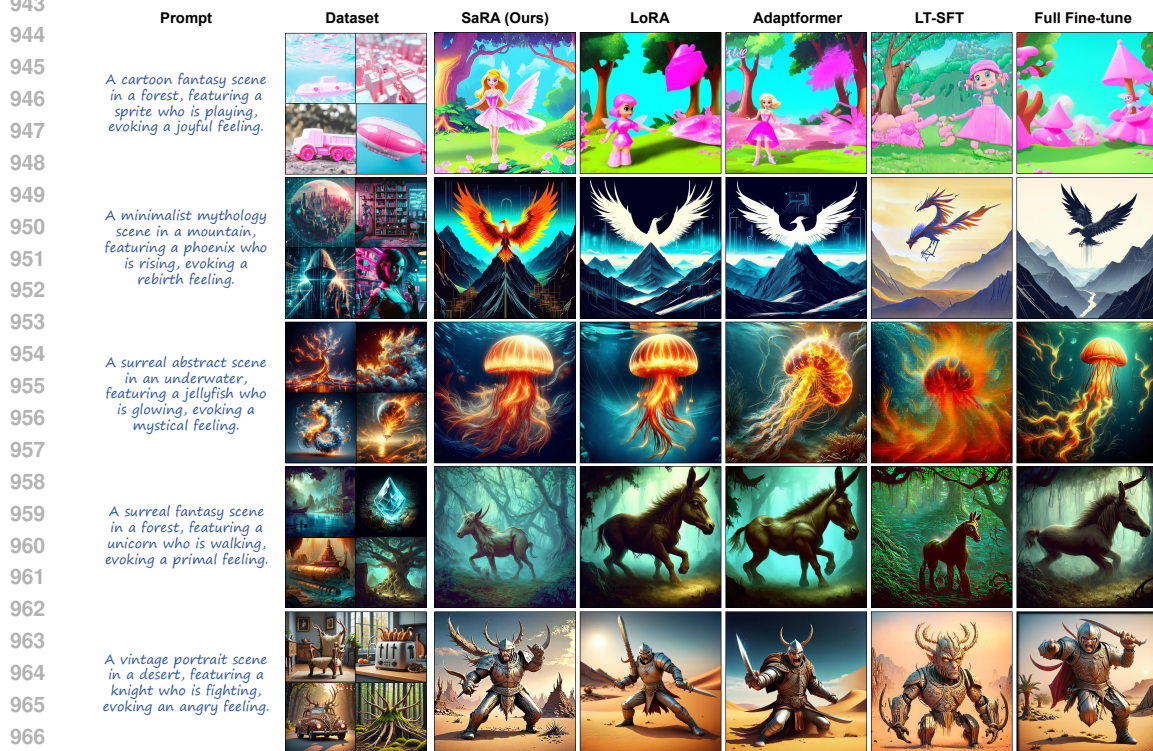 943
Prompt Dataset SaRA (Ours) LoRA Adaptformer LT-SFT Full Fine-tune
944
945
A cartoon fantasy scene
946
in a forest, featuring a
sprite who is playing,
947
evoking a joyful feeling.
948
949
950
A minimalist mythology
scene in a mountain,
951
featuring a phoenix who
is rising, evoking a
952
rebirth feeling.
953
954
A surreal abstract scene
955
in an underwater,
featuring a jellyfish who
956
is glowing, evoking a
mystical feeling.
957
958
959
A surreal fantasy scene
in a forest, featuring a
960
unicorn who is walking,
evoking a primal feeling.
961
962
963
A vintage portrait scene
964
in a desert, featuring a
knight who is fighting,
965
evoking an angry feeling.
966